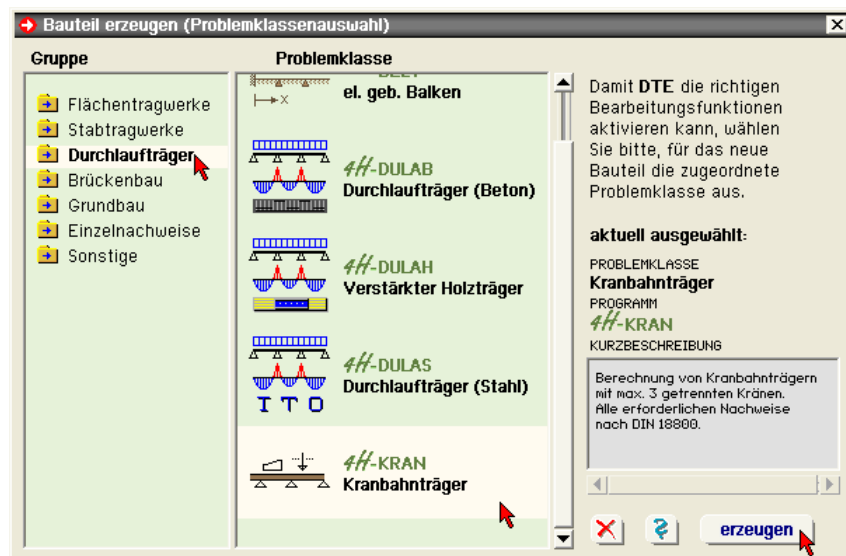 Bauteil erzeugen (Problemklassenauswahl)
Gruppe
Problemklasse
Flächentragwerke
Stabtragwerke
Durchlaufträger
Brückenbau
Grundbau
Einzelnachweise
Sonstige
el. geb. Balken
x
4H-DULAB
Durchlaufträger (Beton)
4H-DULAH
Verstärkter Holzträger
4H-DULAS
Durchlaufträger (Stahl)
I T O
4H-KRAN
Kranbahnträger
Damit DTE die richtigen
Bearbeitungsfunktionen
aktivieren kann, wählen
Sie bitte, für das neue
Bauteil die zugeordnete
Problemklasse aus.
aktuell ausgewählt:
PROBLEMKLASSE
Kranbahnträger
PROGRAMM
4H-KRAN
KURZBESCHREIBUNG
Berechnung von Kranbahnträgern
mit max. 3 getrennten Kränen.
Alle erforderlichen Nachweise
nach DIN 18800.
erzeugen